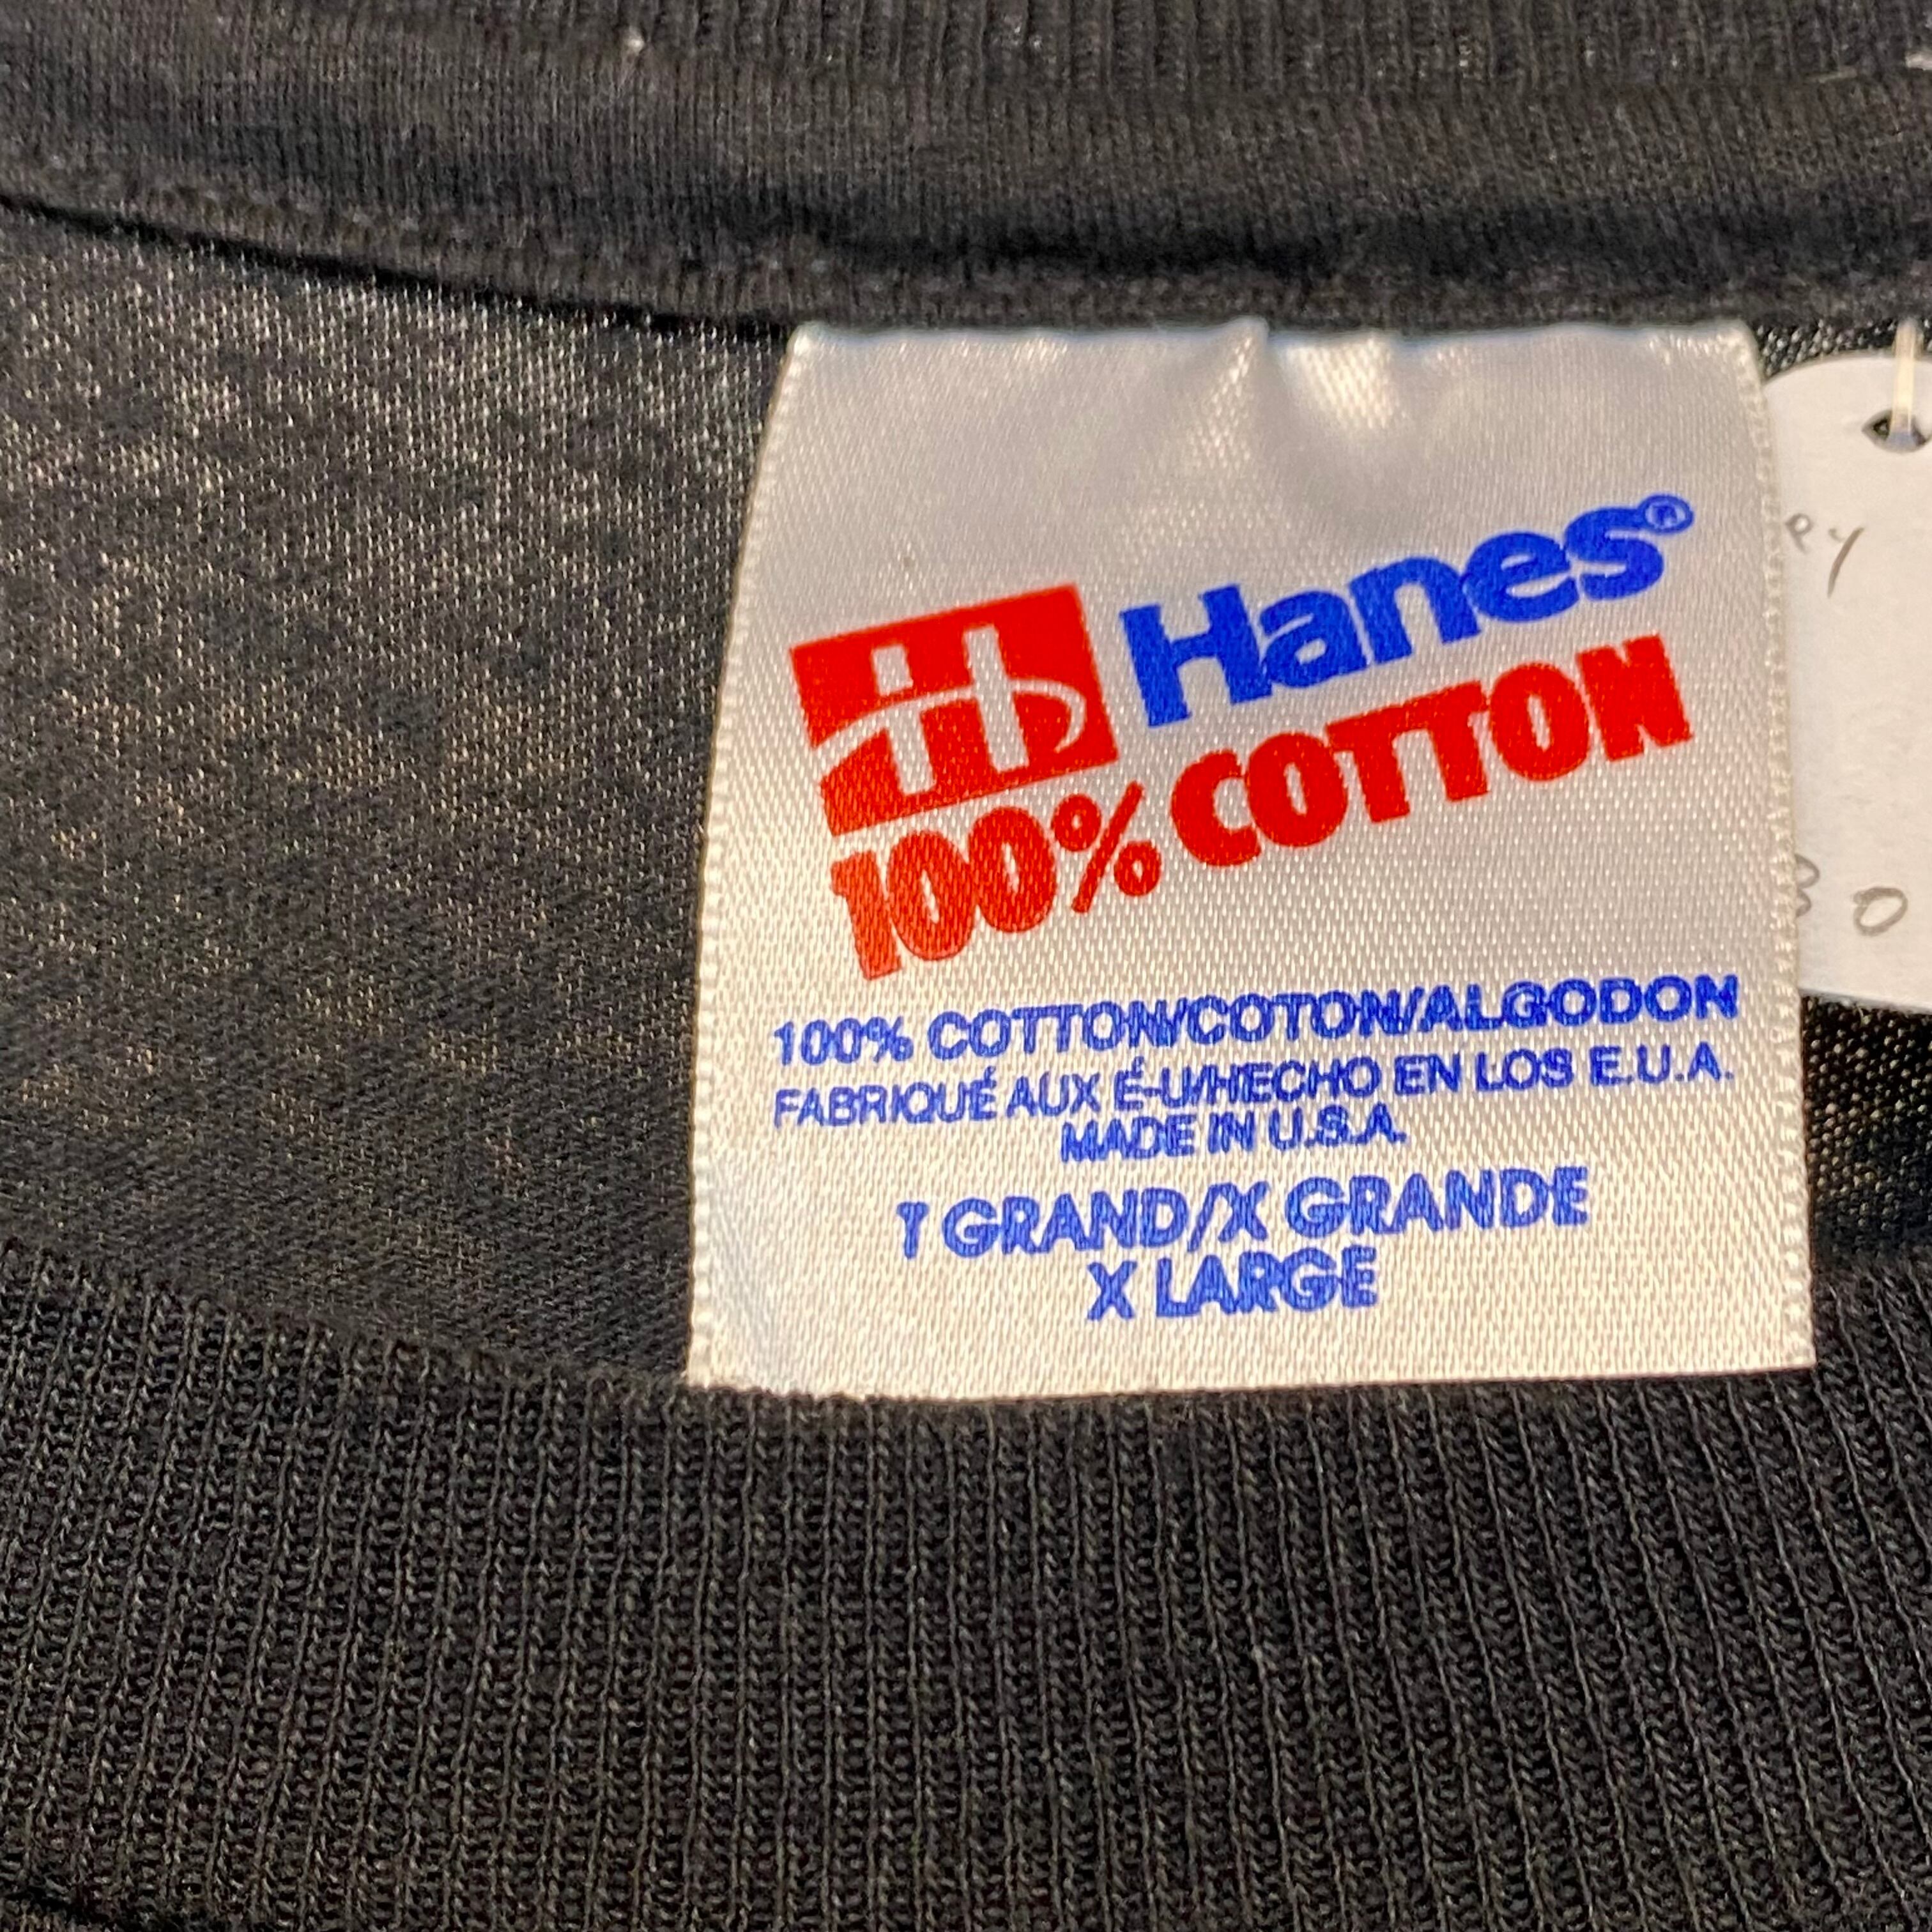 Hanes®
100% COTTON
100% COTTON/COTON/ALGODON
FABRIQUÉ AUX É-U/HECHO EN LOS E.U.A.
MADE IN U.S.A.
T GRAND/X GRANDE
X LARGE